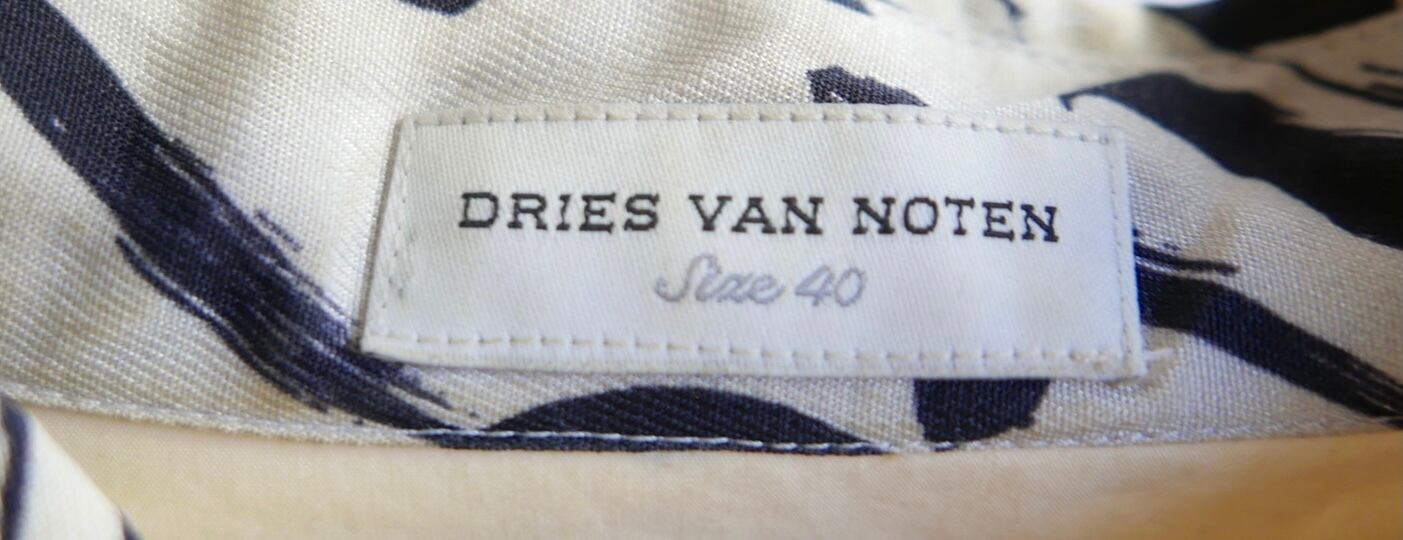 DRIES VAN NOTEN
Size 40